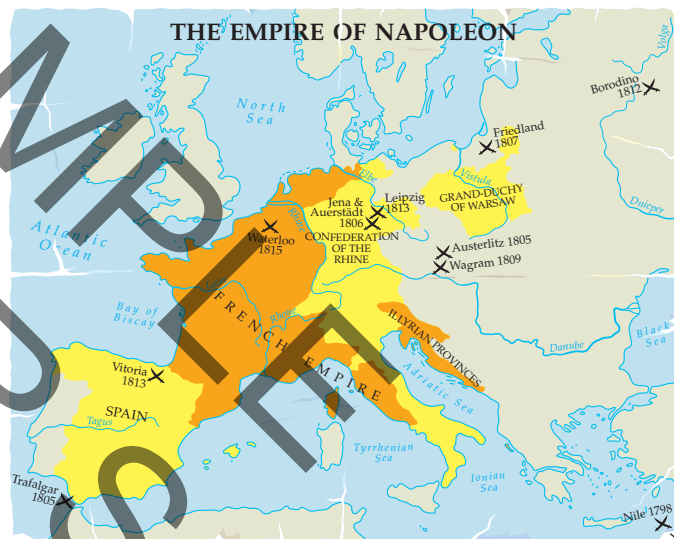 THE EMPIRE OF NAPOLEON
Volga
Borodino
1812
North
Sea
Friedland
1807
Elbe
Vistula
GRAND-DUCHY
OF WARSAW
Dnieper
Jena &
Auerstädt
1806
Leipzig
1813
Rhine
Atlantic
Ocean
Waterloo
1815
CONFEDERATION
OF THE
RHINE
Austerlitz 1805
Wagram 1809
Loire
Bay of
Biscay
Rhone
FRENCH EMPIRE
ILLYRIAN PROVINCES
Danube
Black
Sea
Vitoria
1813
Adriatic Sea
SPAIN
Tagus
Tyrrhenian
Sea
Ionian
Sea
Trafalgar
1805
Nile 1798